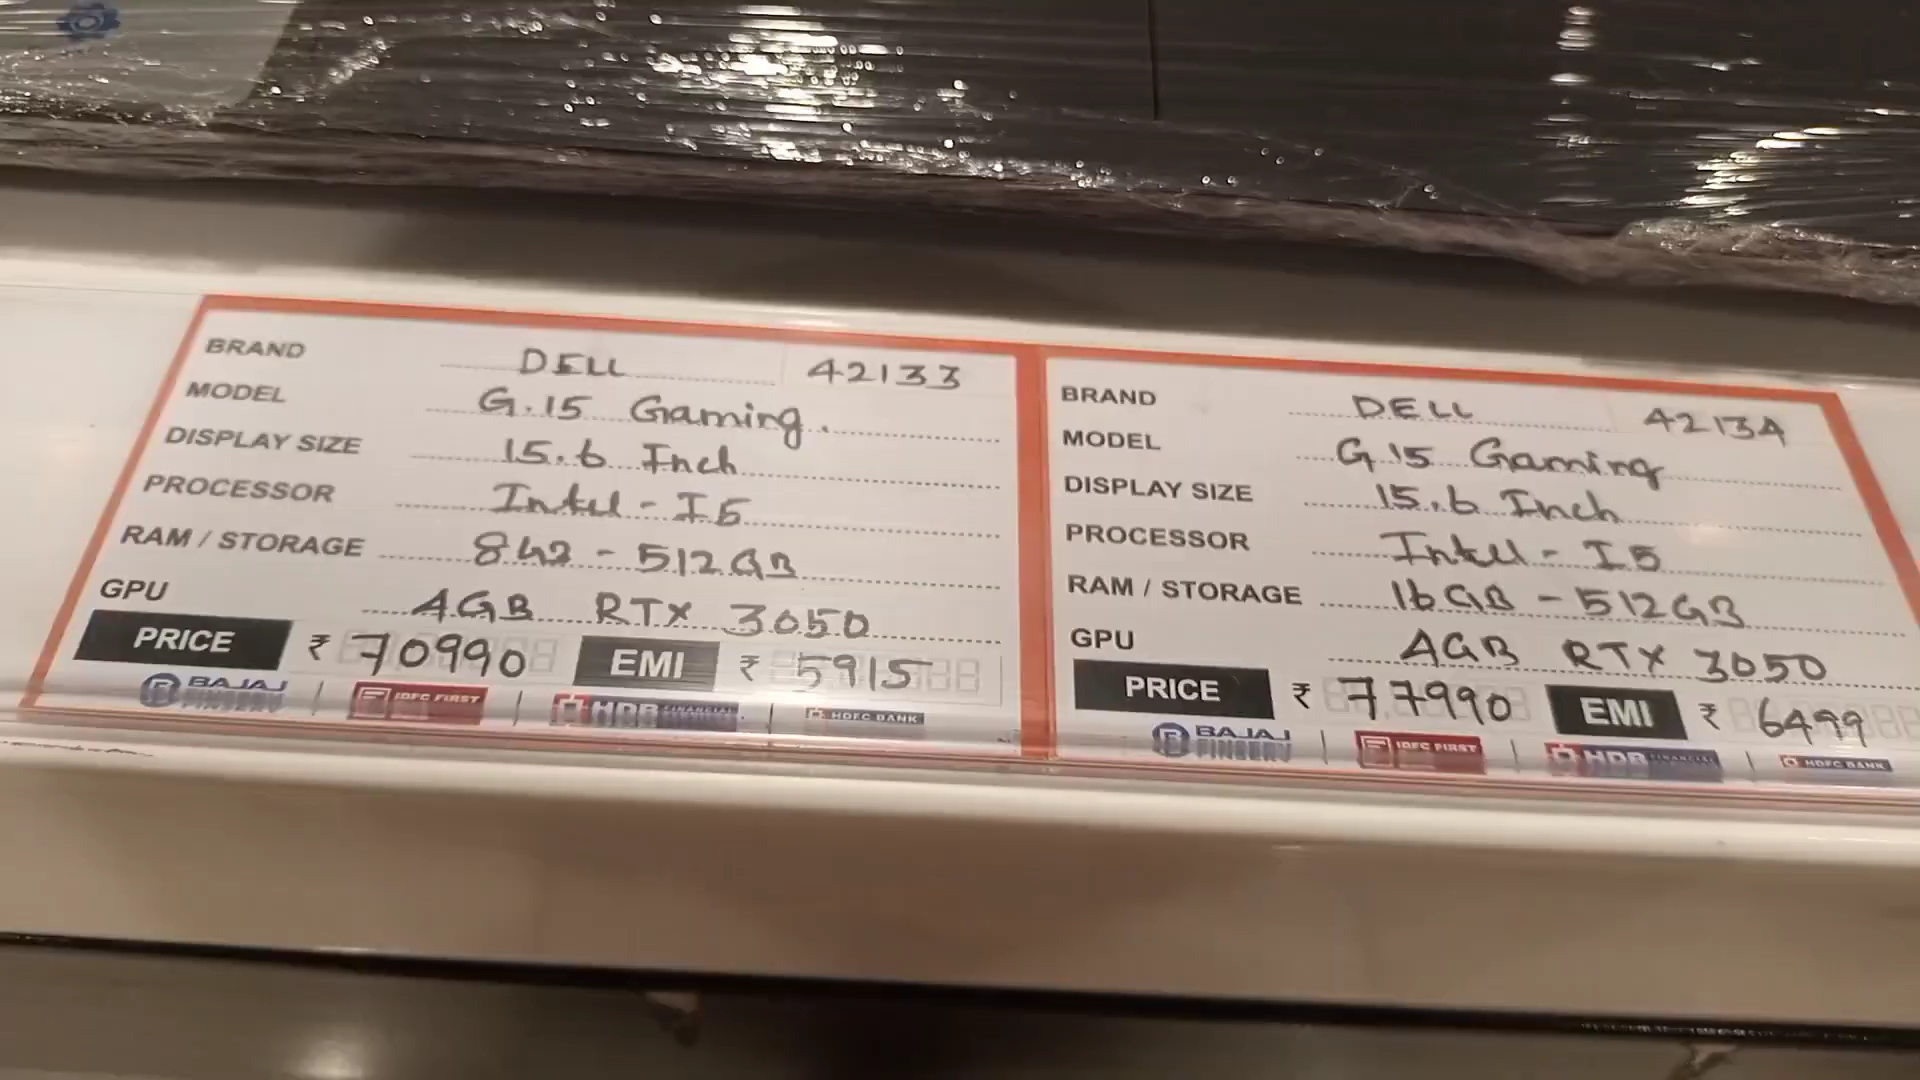 BRAND DELL 42133
MODEL G.15 Gaming.
DISPLAY SIZE 15.6 Inch
PROCESSOR Intel - I5
RAM / STORAGE 8GB - 512GB
GPU 4GB RTX 3050
PRICE ₹ 70990 EMI ₹ 5915
BAJAJ FINSERV | IDFC FIRST | HDB FINANCIAL | HDFC BANK
BRAND DELL 42134
MODEL G.15 Gaming
DISPLAY SIZE 15.6 Inch
PROCESSOR Intel - I5
RAM / STORAGE 16GB - 512GB
GPU 4GB RTX 3050
PRICE ₹ 77990 EMI ₹ 6499
BAJAJ FINSERV | IDFC FIRST | HDB FINANCIAL | HDFC BANK